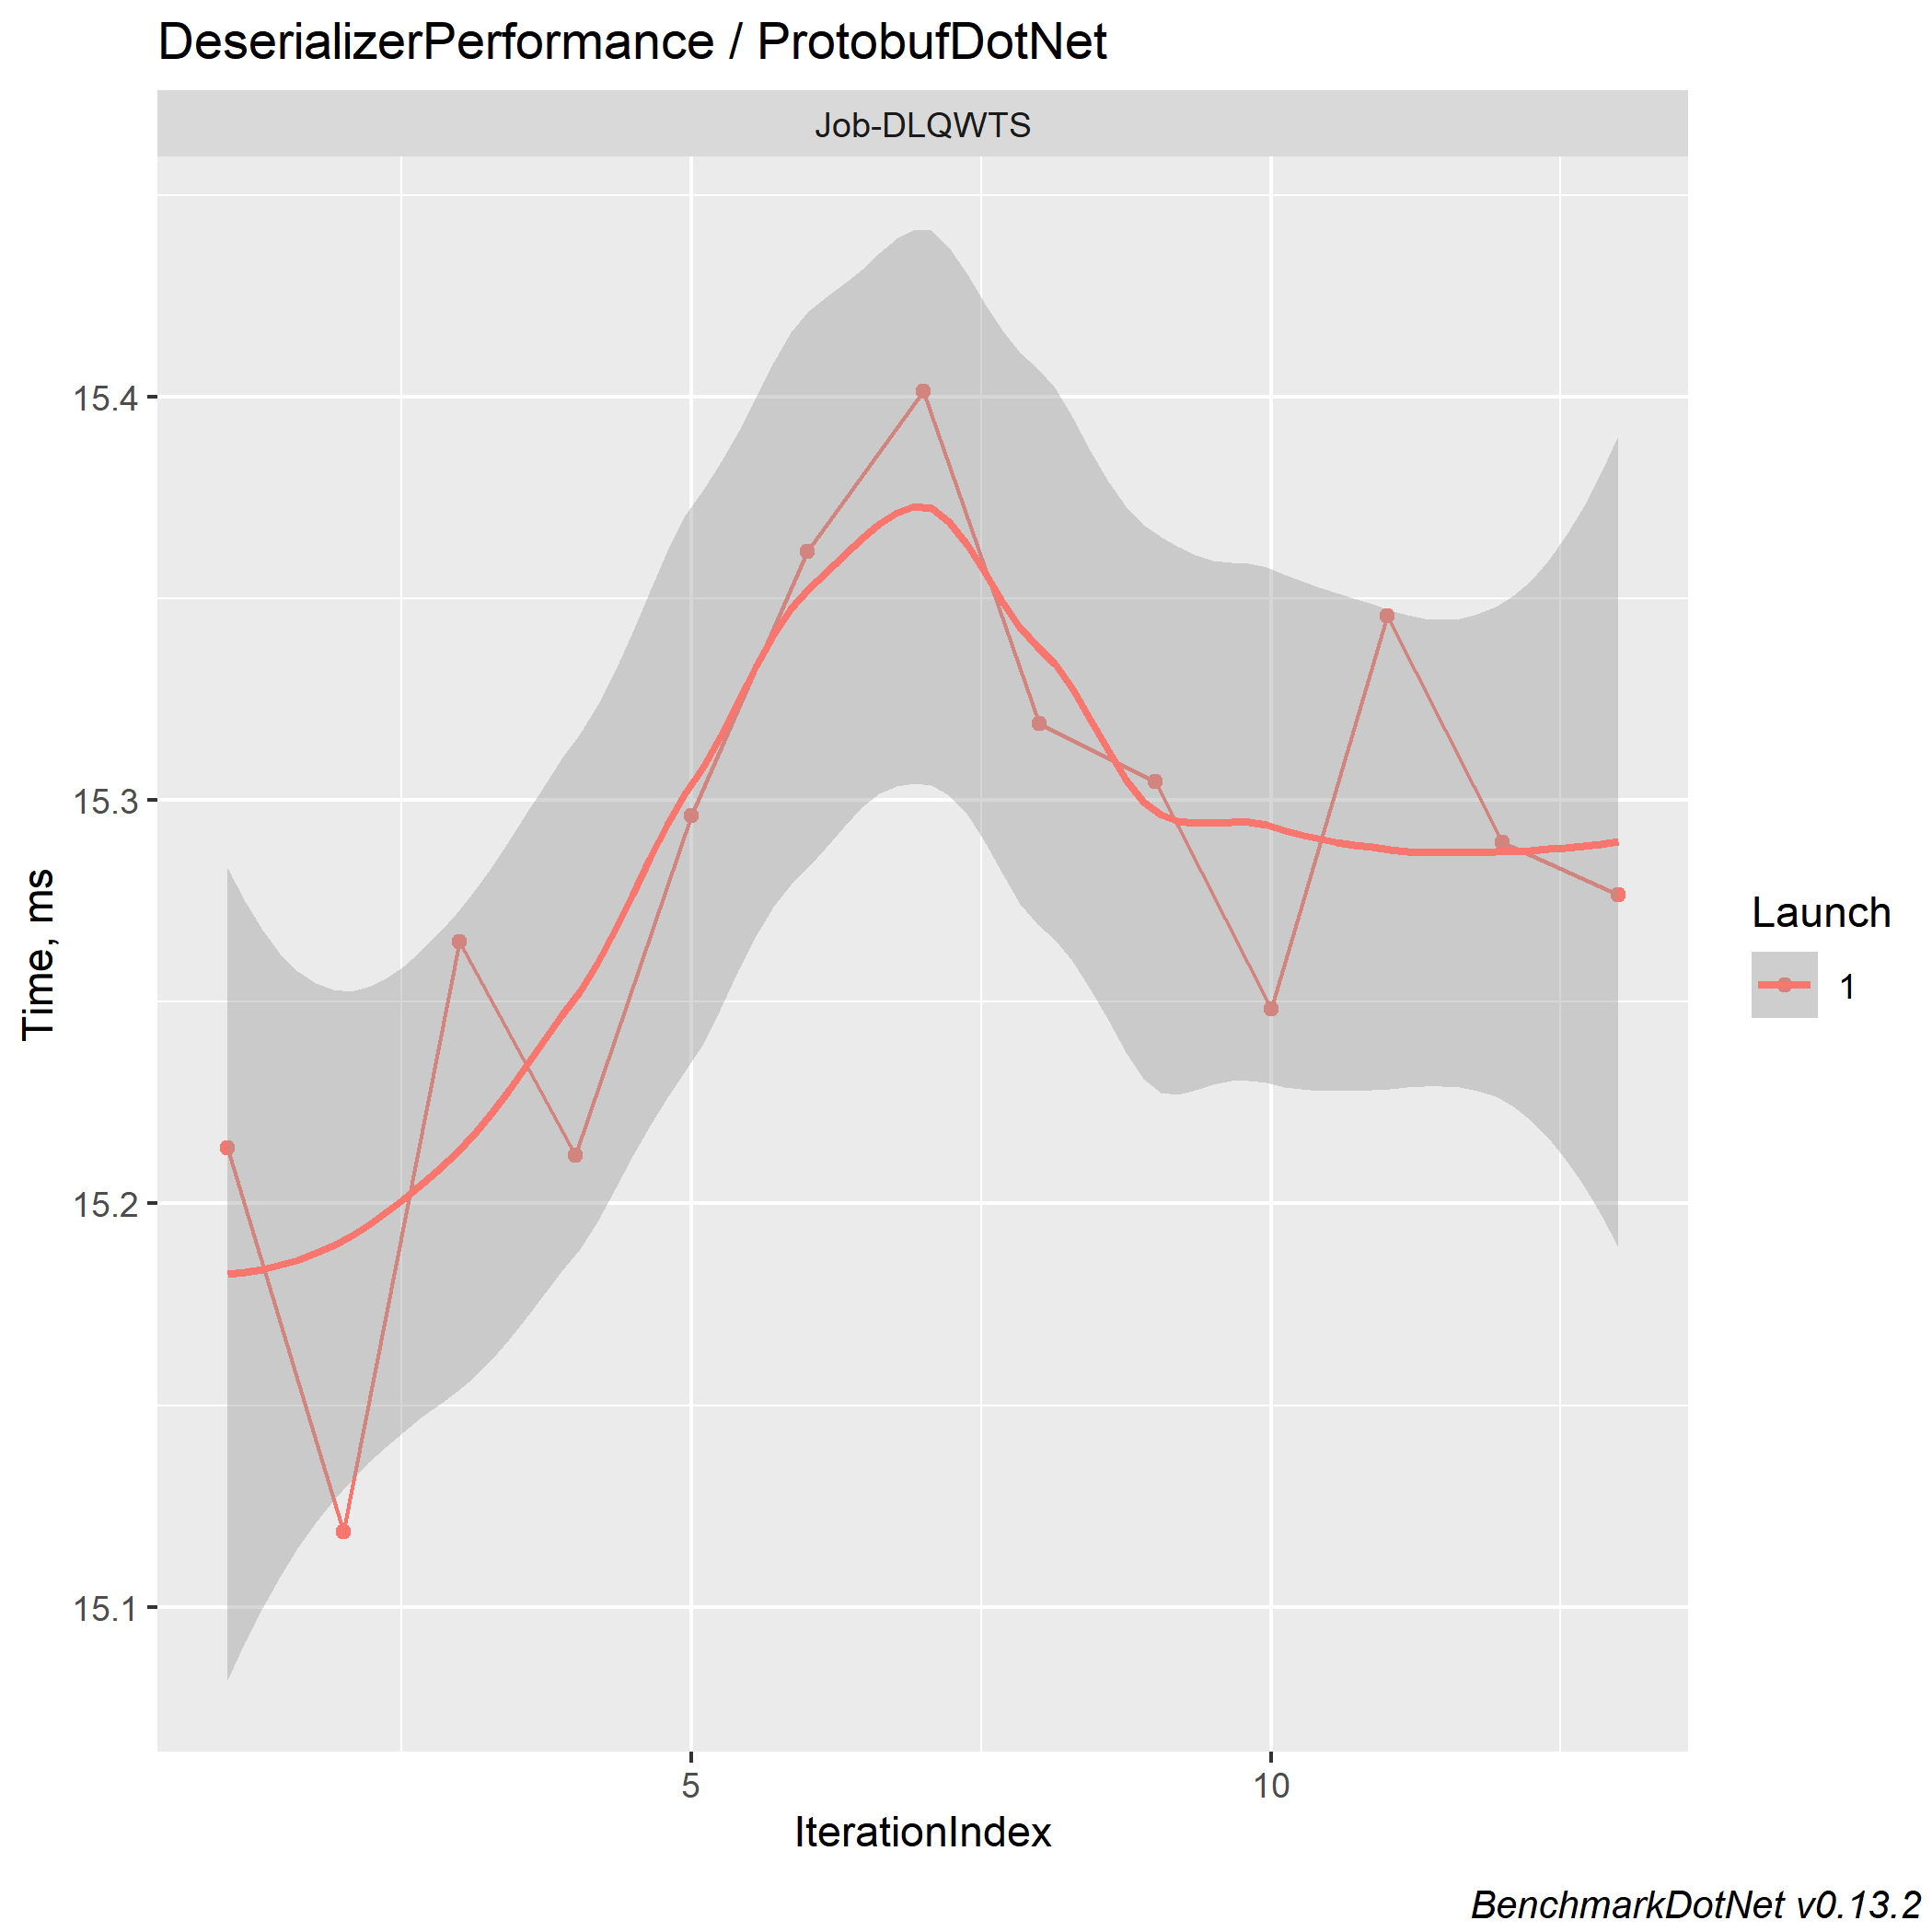 DeserializerPerformance / ProtobufDotNet
Job-DLQWTS
15.4
15.3
15.2
15.1
Time, ms
5
10
IterationIndex
Launch
1
BenchmarkDotNet v0.13.2